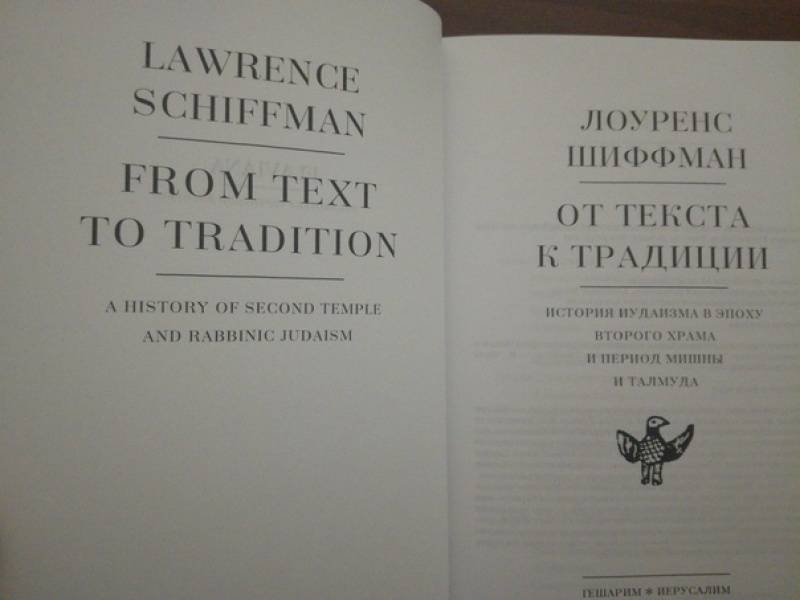 LAWRENCE
SCHIFFMAN
FROM TEXT
TO TRADITION
A HISTORY OF SECOND TEMPLE
AND RABBINIC JUDAISM
ЛОУРЕНС
ШИФФМАН
ОТ ТЕКСТА
К ТРАДИЦИИ
ИСТОРИЯ ИУДАИЗМА В ЭПОХУ
ВТОРОГО ХРАМА
И ПЕРИОД МИШНЫ
И ТАЛМУДА
ГЕШАРИМ * ИЕРУСАЛИМ